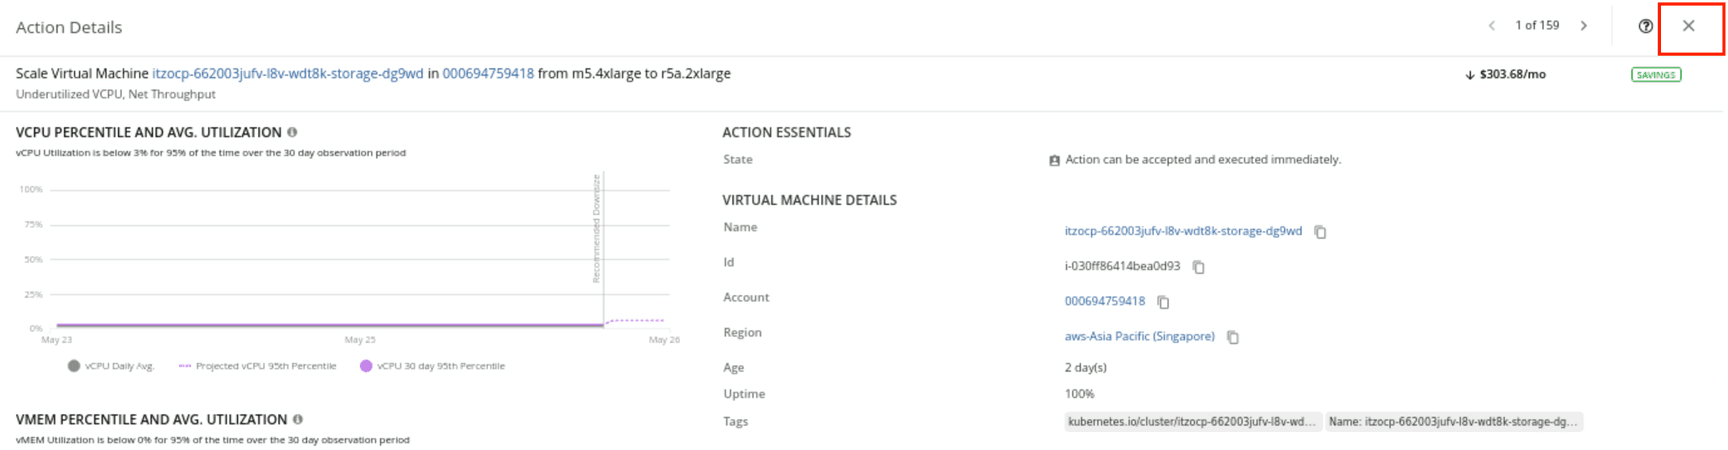 Action Details
1 of 159
Scale Virtual Machine itzocp-662003jufv-l8v-wdt8k-storage-dg9wd in 000694759418 from m5.4xlarge to r5a.2xlarge
↓ $303.68/mo
SAVINGS
Underutilized VCPU, Net Throughput
VCPU PERCENTILE AND AVG. UTILIZATION
vCPU Utilization is below 3% for 95% of the time over the 30 day observation period
100%
75%
50%
25%
0%
Recommended Downsize
May 23
May 25
May 26
vCPU Daily Avg.
Projected vCPU 95th Percentile
vCPU 30 day 95th Percentile
VMEM PERCENTILE AND AVG. UTILIZATION
vMEM Utilization is below 0% for 95% of the time over the 30 day observation period
ACTION ESSENTIALS
State
Action can be accepted and executed immediately.
VIRTUAL MACHINE DETAILS
Name
itzocp-662003jufv-l8v-wdt8k-storage-dg9wd
Id
i-030ff86414bea0d93
Account
000694759418
Region
aws-Asia Pacific (Singapore)
Age
2 day(s)
Uptime
100%
Tags
kubernetes.io/cluster/itzocp-662003jufv-l8v-wd...
Name: itzocp-662003jufv-l8v-wdt8k-storage-dg...